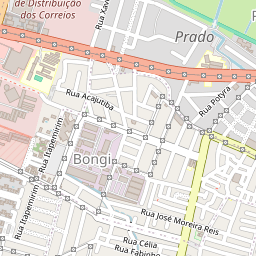 de Distribuição
dos Correios
Rua Xav
Prado
Rua Acajutiba
Rua Potyra
Rua Itapemirim
Bongi
Rua Itapemirim
Rua José Moreira Reis
Rua Célia
Rua Fabinho